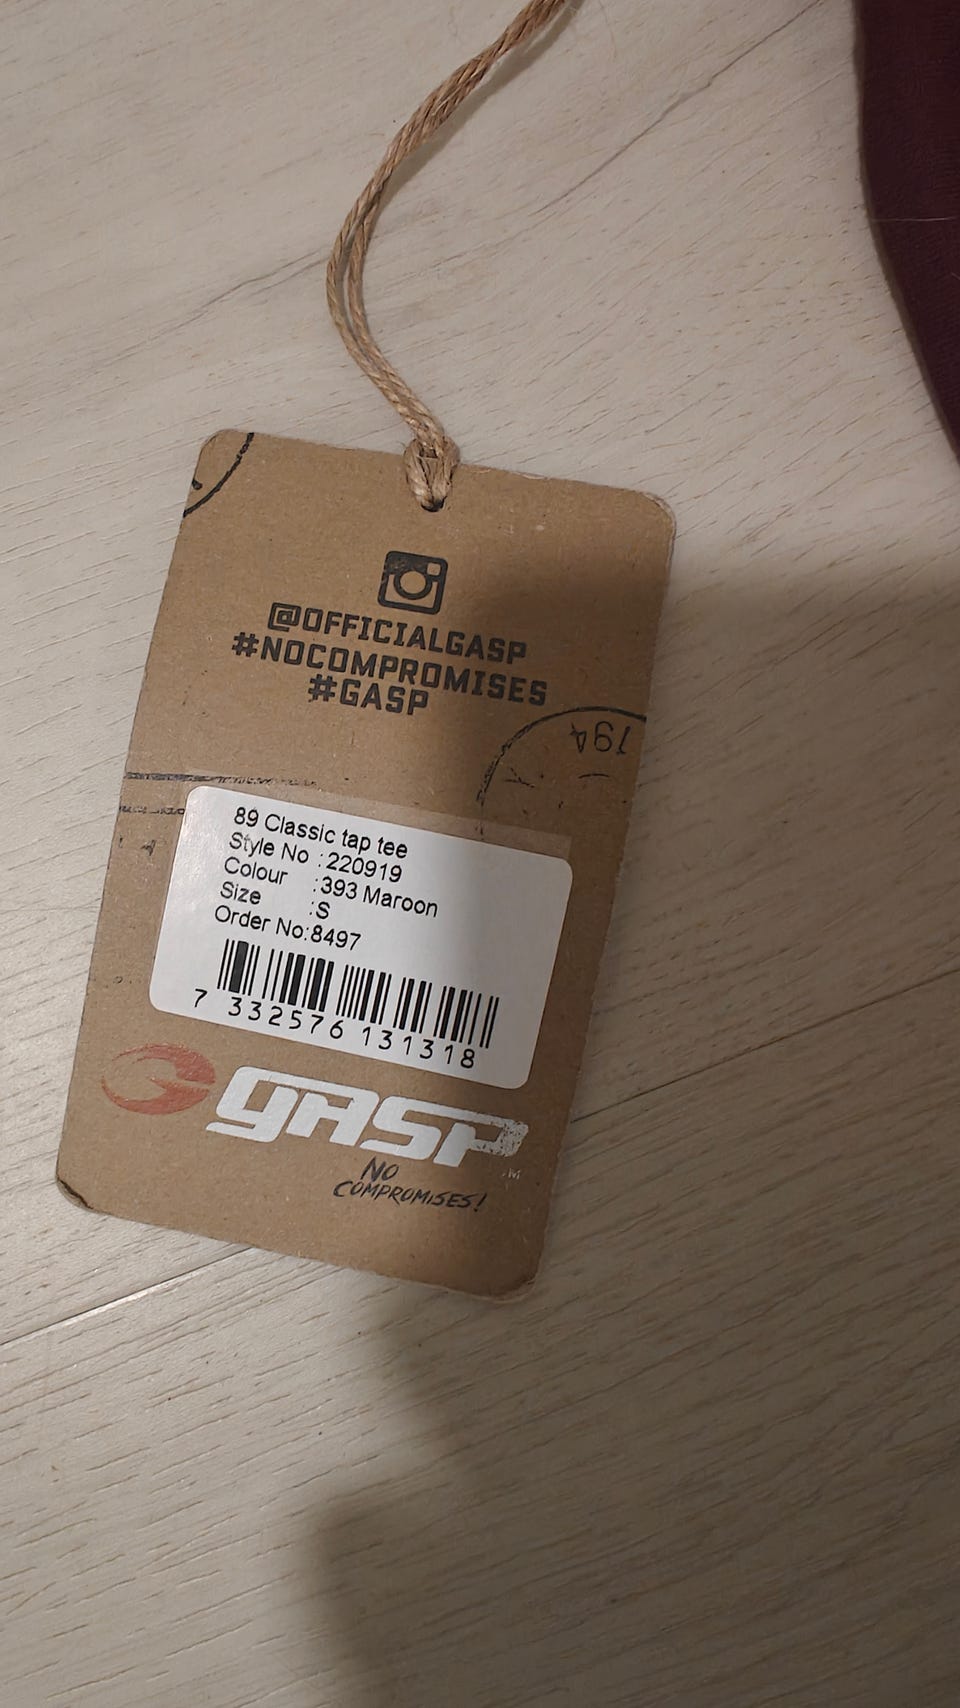 @OFFICIALGASP
#NOCOMPROMISES
#GASP
794
89 Classic tap tee
Style No :220919
Colour :393 Maroon
Size :S
Order No:8497
7 332576 131318
GASP
NO
COMPROMISES!